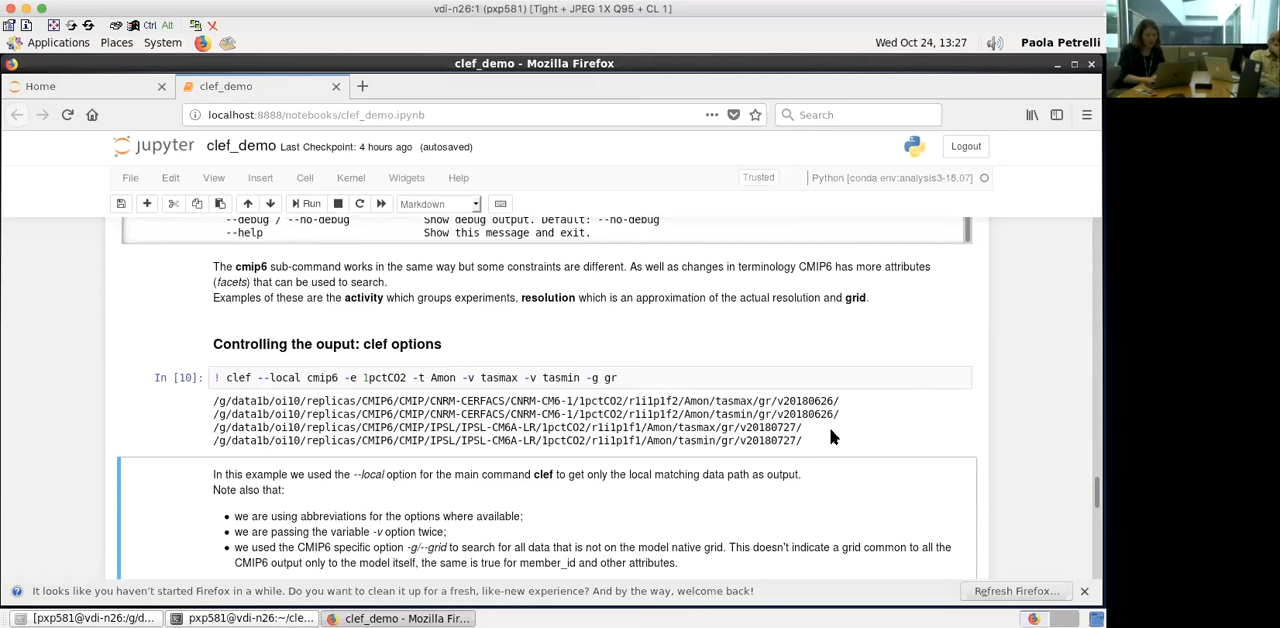 vdi-n26:1 (pxp581) [Tight + JPEG 1X Q95 + CL 1]
Ctrl Alt
Applications Places System Wed Oct 24, 13:27 Paola Petrelli
clef_demo - Mozilla Firefox
Home clef_demo
localhost:8888/notebooks/clef_demo.ipynb Search
jupyter clef_demo Last Checkpoint: 4 hours ago (autosaved) Logout
File Edit View Insert Cell Kernel Widgets Help Trusted Python [conda env:analysis3-18.07]
Run Markdown
--debug / --no-debug Show debug output. Default: --no-debug
--help Show this message and exit.
The cmip6 sub-command works in the same way but some constraints are different. As well as changes in terminology CMIP6 has more attributes
(facets) that can be used to search.
Examples of these are the activity which groups experiments, resolution which is an approximation of the actual resolution and grid.
Controlling the ouput: clef options
In [10]: ! clef --local cmip6 -e 1pctCO2 -t Amon -v tasmax -v tasmin -g gr
/g/data1b/oi10/replicas/CMIP6/CMIP/CNRM-CERFACS/CNRM-CM6-1/1pctCO2/r1i1p1f2/Amon/tasmax/gr/v20180626/
/g/data1b/oi10/replicas/CMIP6/CMIP/CNRM-CERFACS/CNRM-CM6-1/1pctCO2/r1i1p1f2/Amon/tasmin/gr/v20180626/
/g/data1b/oi10/replicas/CMIP6/CMIP/IPSL/IPSL-CM6A-LR/1pctCO2/r1i1p1f1/Amon/tasmax/gr/v20180727/
/g/data1b/oi10/replicas/CMIP6/CMIP/IPSL/IPSL-CM6A-LR/1pctCO2/r1i1p1f1/Amon/tasmin/gr/v20180727/
In this example we used the --local option for the main command clef to get only the local matching data path as output.
Note also that:
• we are using abbreviations for the options where available;
• we are passing the variable -v option twice;
• we used the CMIP6 specific option -g/--grid to search for all data that is not on the model native grid. This doesn't indicate a grid common to all the
CMIP6 output only to the model itself, the same is true for member_id and other attributes.
It looks like you haven't started Firefox in a while. Do you want to clean it up for a fresh, like-new experience? And by the way, welcome back! Refresh Firefox...
[pxp581@vdi-n26:/g/d... pxp581@vdi-n26:~/cle... clef_demo - Mozilla Fir...